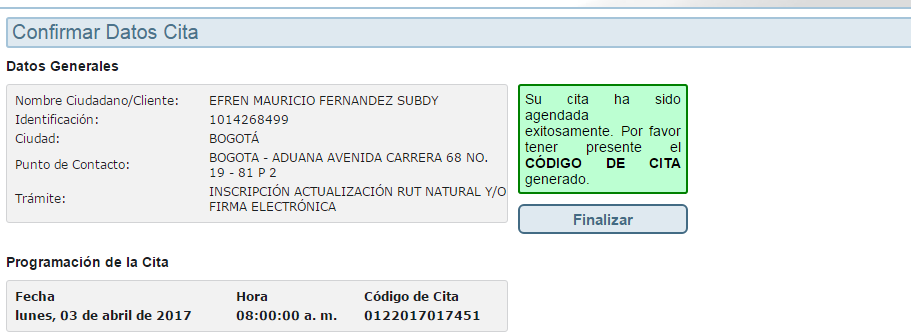 Confirmar Datos Cita
Datos Generales
Nombre Ciudadano/Cliente: EFREN MAURICIO FERNANDEZ SUBDY
Identificación: 1014268499
Ciudad: BOGOTÁ
Punto de Contacto: BOGOTA - ADUANA AVENIDA CARRERA 68 NO.
19 - 81 P 2
Trámite: INSCRIPCIÓN ACTUALIZACIÓN RUT NATURAL Y/O
FIRMA ELECTRÓNICA
Su cita ha sido
agendada
exitosamente. Por favor
tener presente el
CÓDIGO DE CITA
generado.
Finalizar
Programación de la Cita
Fecha Hora Código de Cita
lunes, 03 de abril de 2017 08:00:00 a. m. 0122017017451